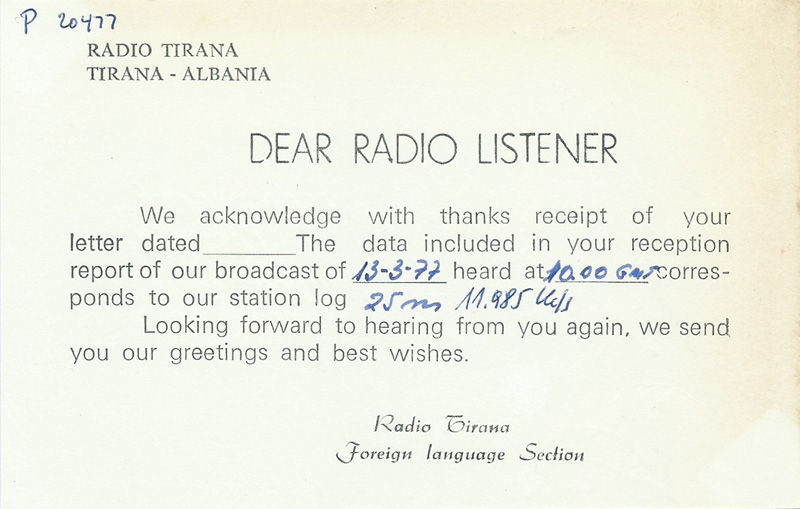 P 20477
RADIO TIRANA
TIRANA - ALBANIA
DEAR RADIO LISTENER
We acknowledge with thanks receipt of your
letter dated________The data included in your reception
report of our broadcast of 13-3-77 heard at 10.00 GMT corres-
ponds to our station log 25m 11.985 Kc/s
Looking forward to hearing from you again, we send
you our greetings and best wishes.
Radio Tirana
Foreign language Section